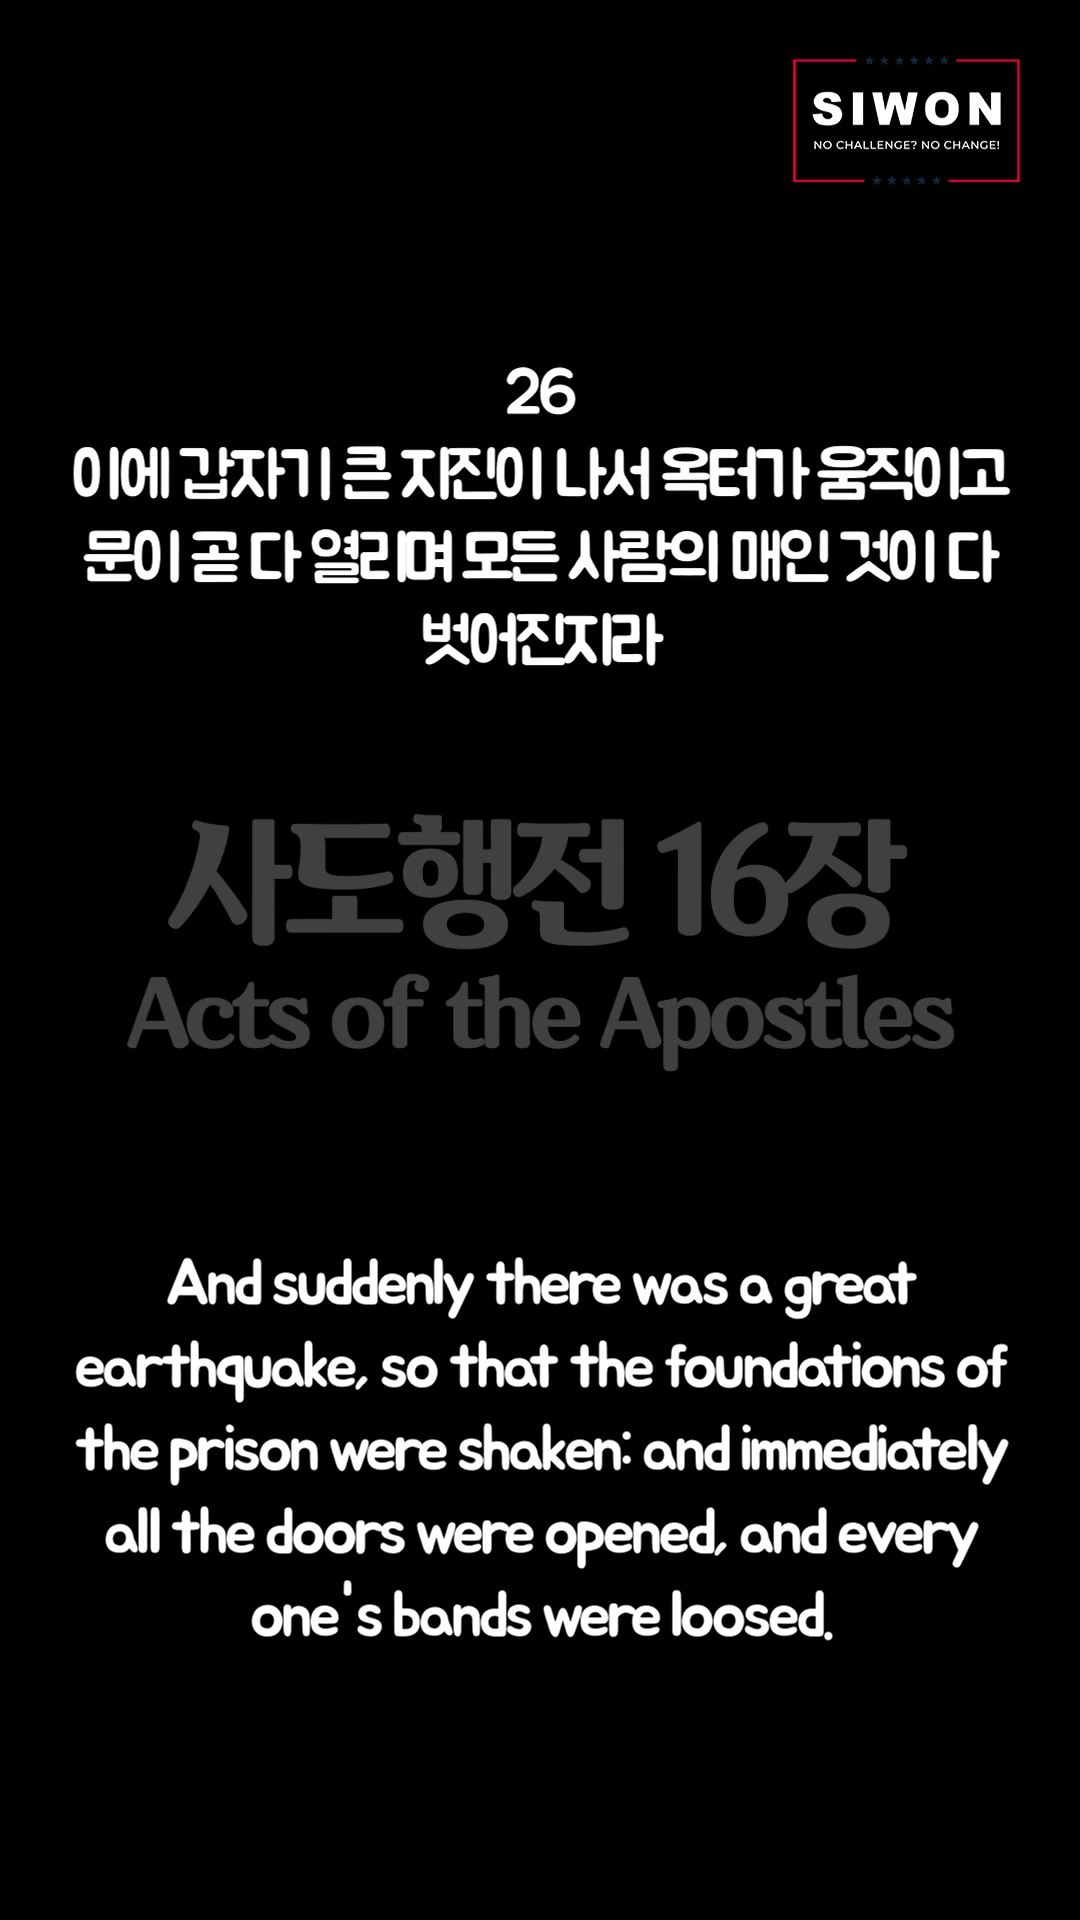 SIWON
NO CHALLENGE? NO CHANGE!
26
이에 갑자기 큰 지진이 나서 옥터가 움직이고
문이 곧 다 열리며 모든 사람의 매인 것이 다
벗어진지라
사도행전 16장
Acts of the Apostles
And suddenly there was a great
earthquake, so that the foundations of
the prison were shaken: and immediately
all the doors were opened, and every
one's bands were loosed.